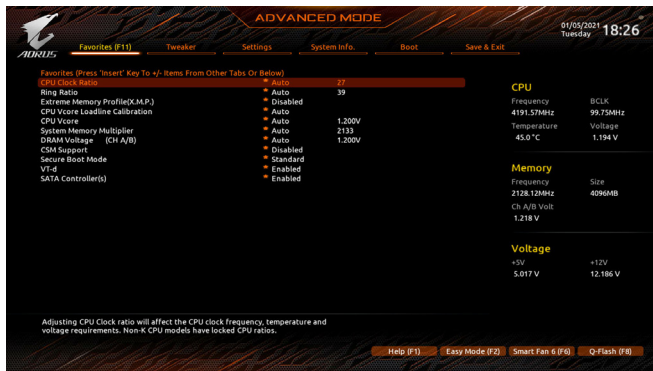 ADVANCED MODE
01/05/2021
Tuesday
18:26
AORUS
Favorites (F11) Tweaker Settings System Info. Boot Save & Exit
Favorites (Press 'Insert' Key To +/- Items From Other Tabs Or Below)
CPU Clock Ratio * Auto 27
Ring Ratio * Auto 39
Extreme Memory Profile(X.M.P.) * Disabled
CPU Vcore Loadline Calibration * Auto
CPU Vcore * Auto 1.200V
System Memory Multiplier * Auto 2133
DRAM Voltage (CH A/B) * Auto 1.200V
CSM Support * Disabled
Secure Boot Mode * Standard
VT-d * Enabled
SATA Controller(s) * Enabled
CPU
Frequency BCLK
4191.57MHz 99.75MHz
Temperature Voltage
45.0 °C 1.194 V
Memory
Frequency Size
2128.12MHz 4096MB
Ch A/B Volt
1.218 V
Voltage
+5V +12V
5.017 V 12.186 V
Adjusting CPU Clock ratio will affect the CPU clock frequency, temperature and
voltage requirements. Non-K CPU models have locked CPU ratios.
Help (F1) Easy Mode (F2) Smart Fan 6 (F6) Q-Flash (F8)